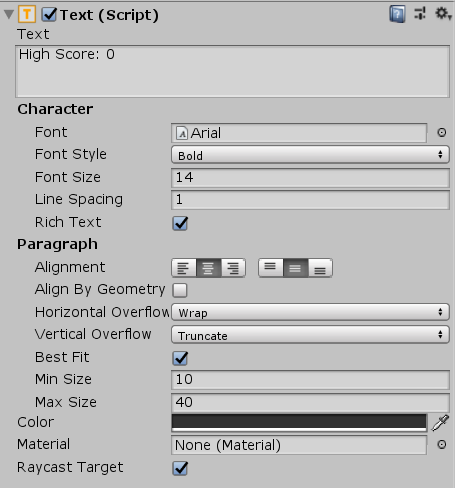 Text (Script)
Text
High Score: 0
Character
Font Arial
Font Style Bold
Font Size 14
Line Spacing 1
Rich Text
Paragraph
Alignment
Align By Geometry
Horizontal Overflow Wrap
Vertical Overflow Truncate
Best Fit
Min Size 10
Max Size 40
Color
Material None (Material)
Raycast Target